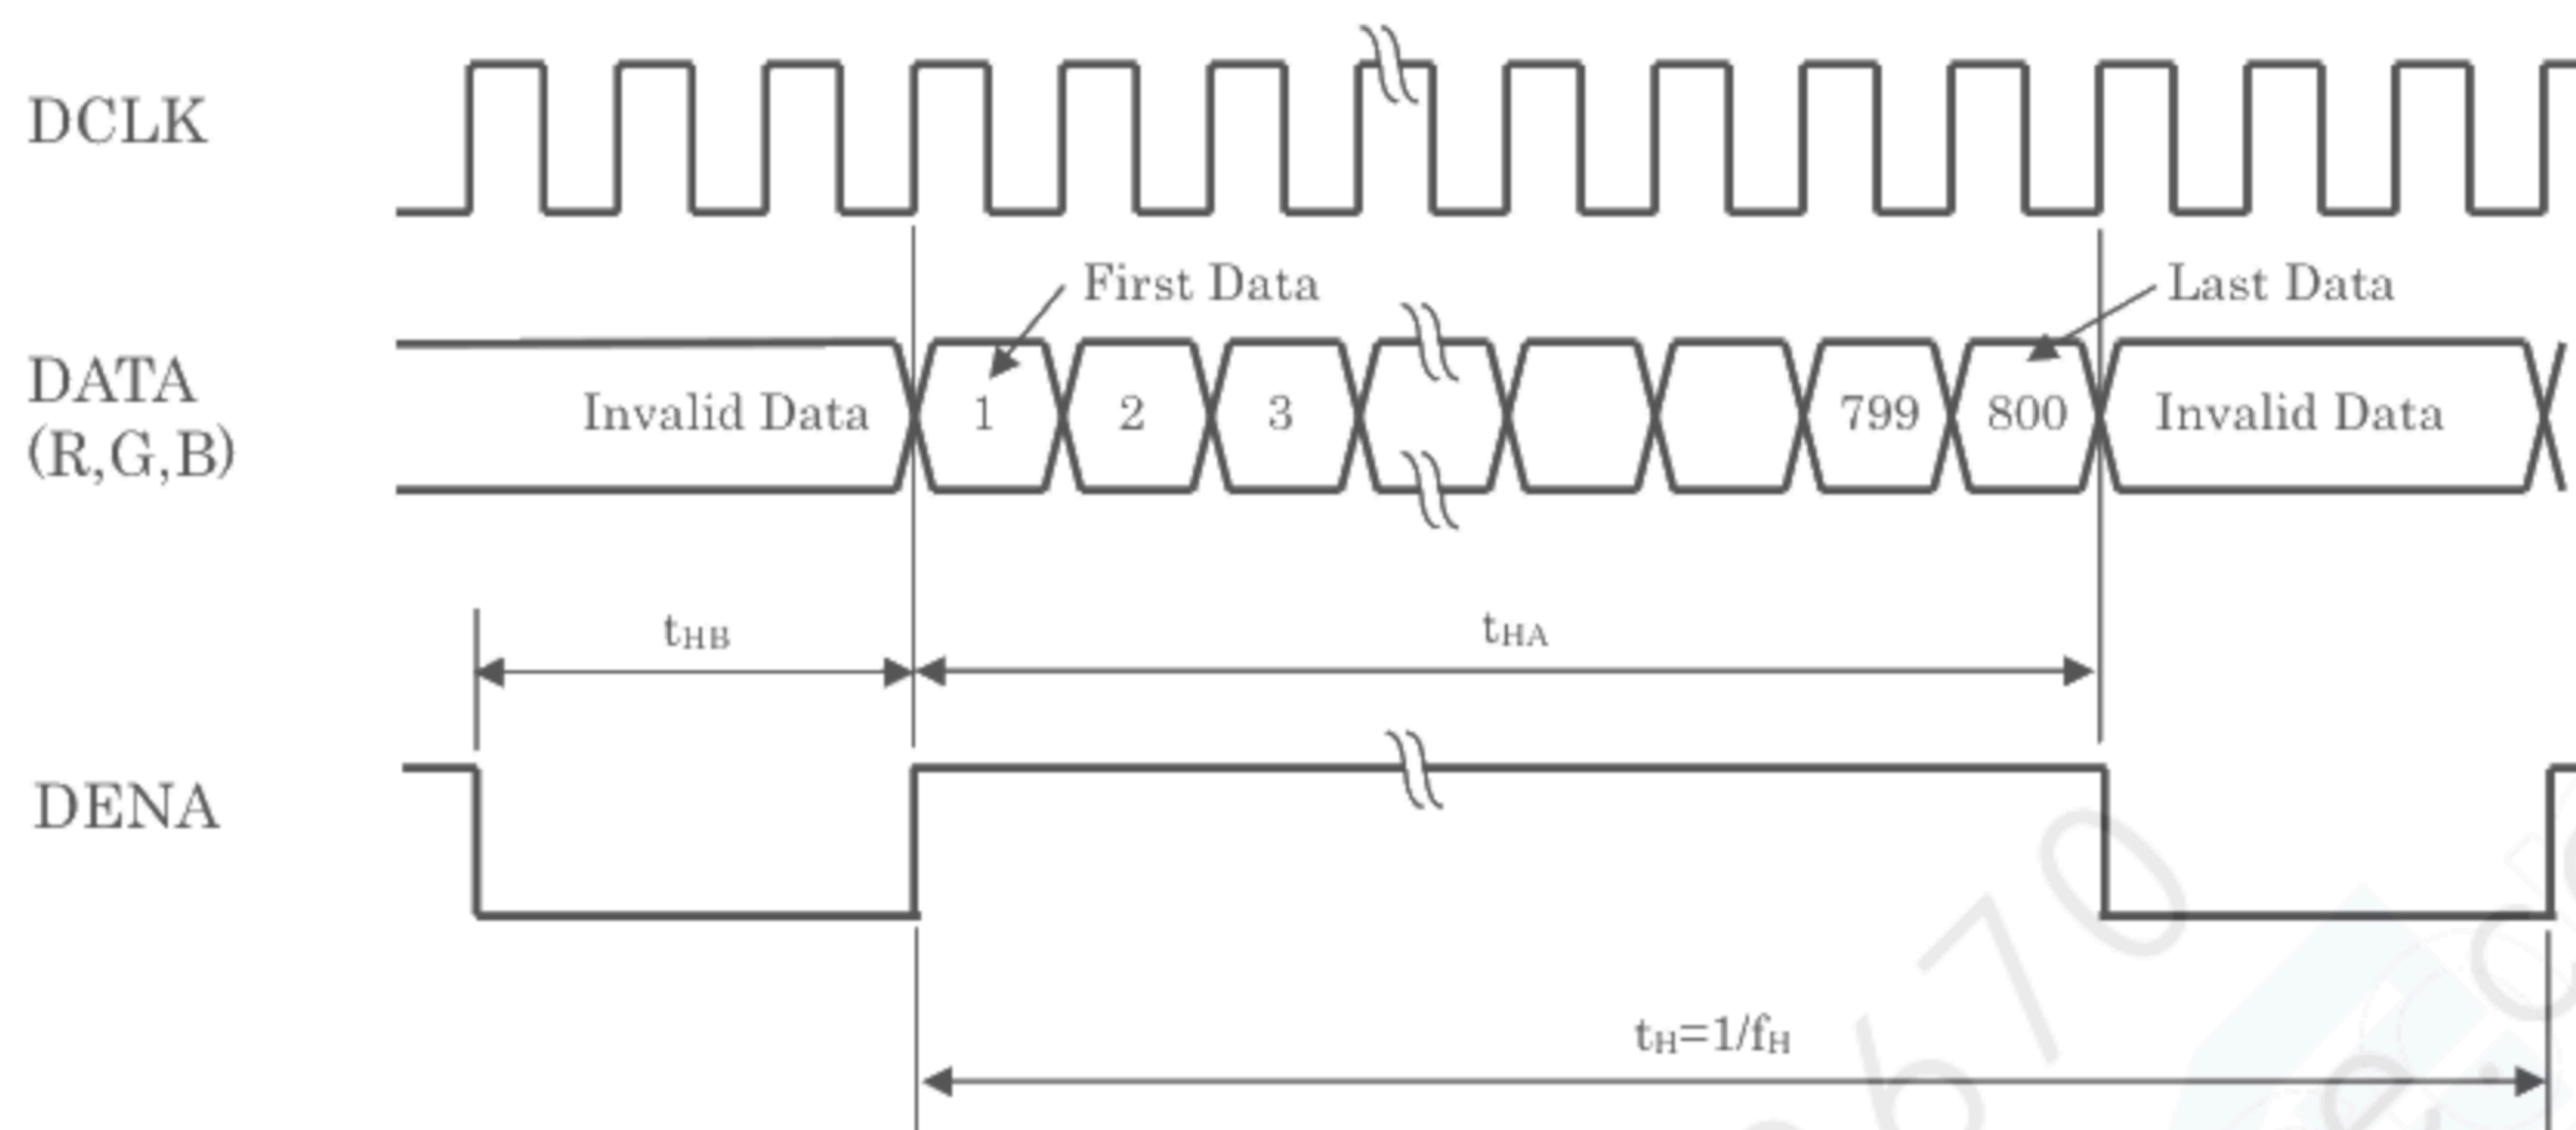 DCLK
First Data
Last Data
DATA
(R,G,B)
Invalid Data
1
2
3
799
800
Invalid Data
tHB
tHA
DENA
tH=1/fH
670